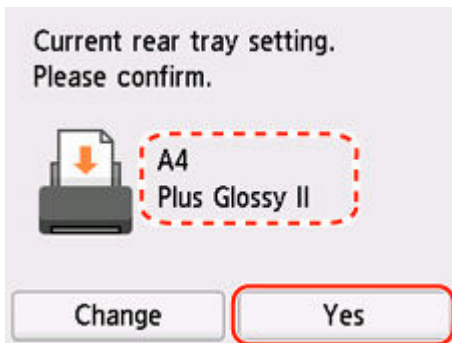 Current rear tray setting.
Please confirm.
A4
Plus Glossy II
Change
Yes